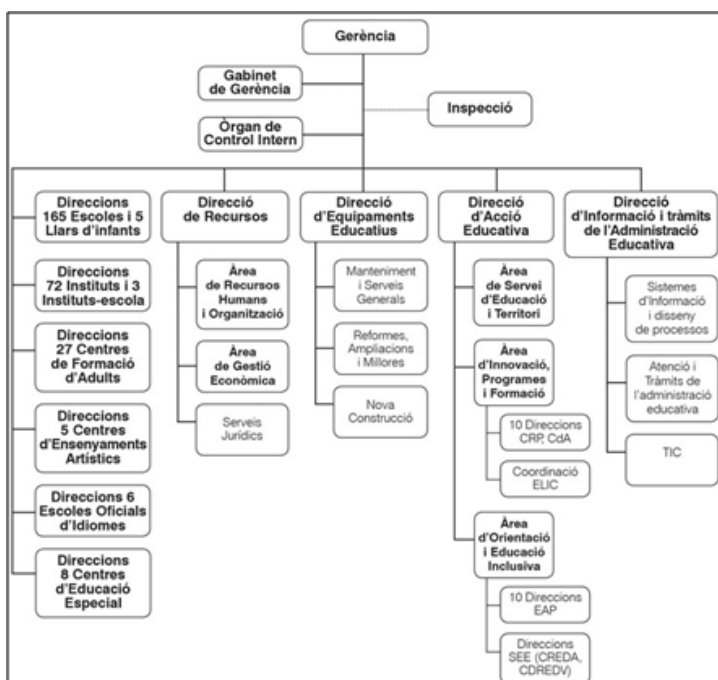 Gerència
Gabinet
de Gerència
Inspecció
Òrgan de
Control Intern
Direccions
165 Escoles i 5
Llars d'infants
Direccions
72 Instituts i 3
Instituts-escola
Direccions
27 Centres
de Formació
d'Adults
Direccions
5 Centres
d'Ensenyaments
Artístics
Direccions 6
Escoles Oficials
d'Idiomes
Direccions
8 Centres
d'Educació
Especial
Direcció
de Recursos
Àrea
de Recursos
Humans
i Organització
Àrea
de Gestió
Econòmica
Serveis
Jurídics
Direcció
d'Equipaments
Educatius
Manteniment
i Serveis
Generals
Reformes,
Ampliacions
i Millores
Nova
Construcció
Direcció
d'Acció
Educativa
Àrea
de Servei
d'Educació
i Territori
Àrea
d'Innovació,
Programes
i Formació
10 Direccions
CRP, CdA
Coordinació
ELIC
Àrea
d'Orientació
i Educació
Inclusiva
10 Direccions
EAP
Direccions
SEE (CREDA,
CDREDV)
Direcció
d'Informació i tràmits
de l'Administració
Educativa
Sistemes
d'Informació
i disseny
de processos
Atenció i
Tràmits de
l'administració
educativa
TIC